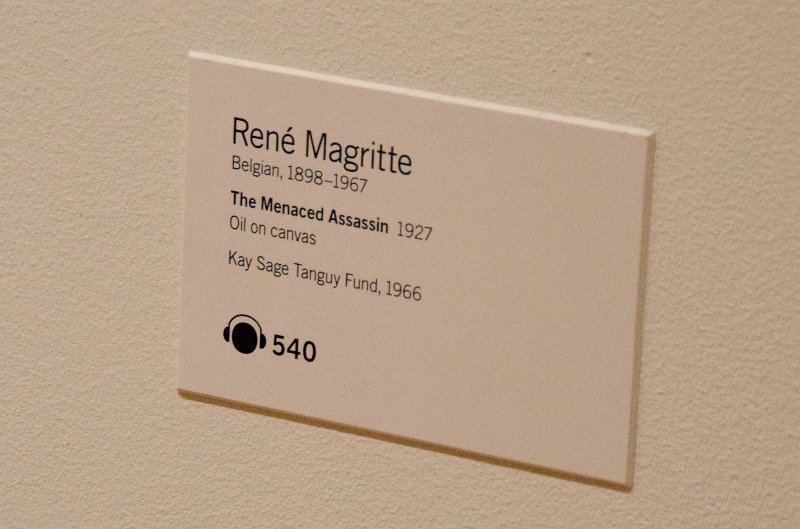 René Magritte
Belgian, 1898–1967
The Menaced Assassin 1927
Oil on canvas
Kay Sage Tanguy Fund, 1966
540